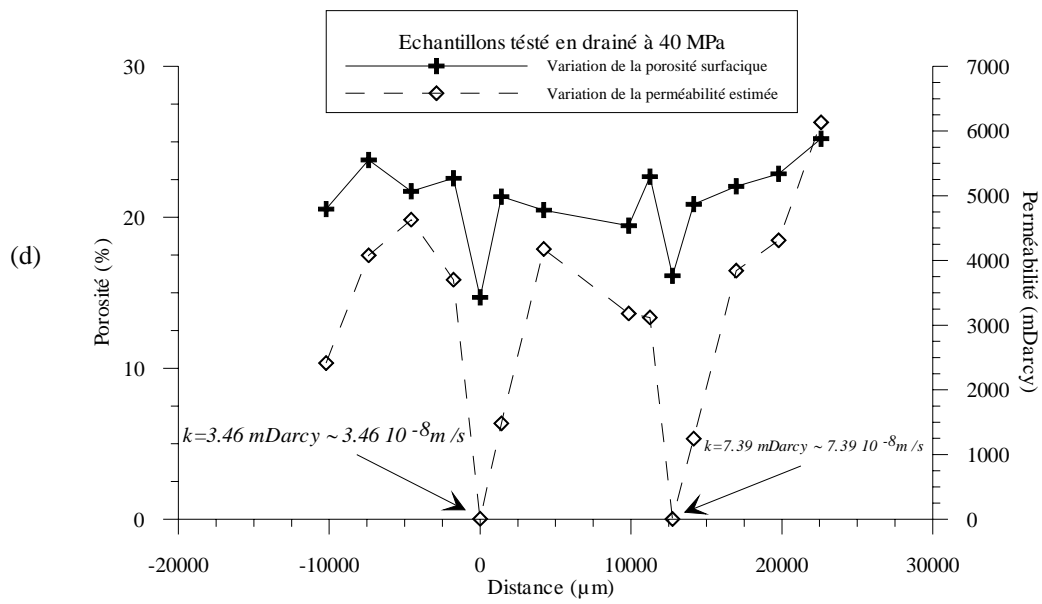 Echantillons tésté en drainé à 40 MPa
Variation de la porosité surfacique
Variation de la perméabilité estimée
(d)
Porosité (%)
30
20
10
0
k=3.46 mDarcy ~ 3.46 10 -8m /s
k=7.39 mDarcy ~ 7.39 10 -8m /s
7000
6000
5000
4000
3000
2000
1000
0
Perméabilité (mDarcy)
-20000 -10000 0 10000 20000 30000
Distance (µm)